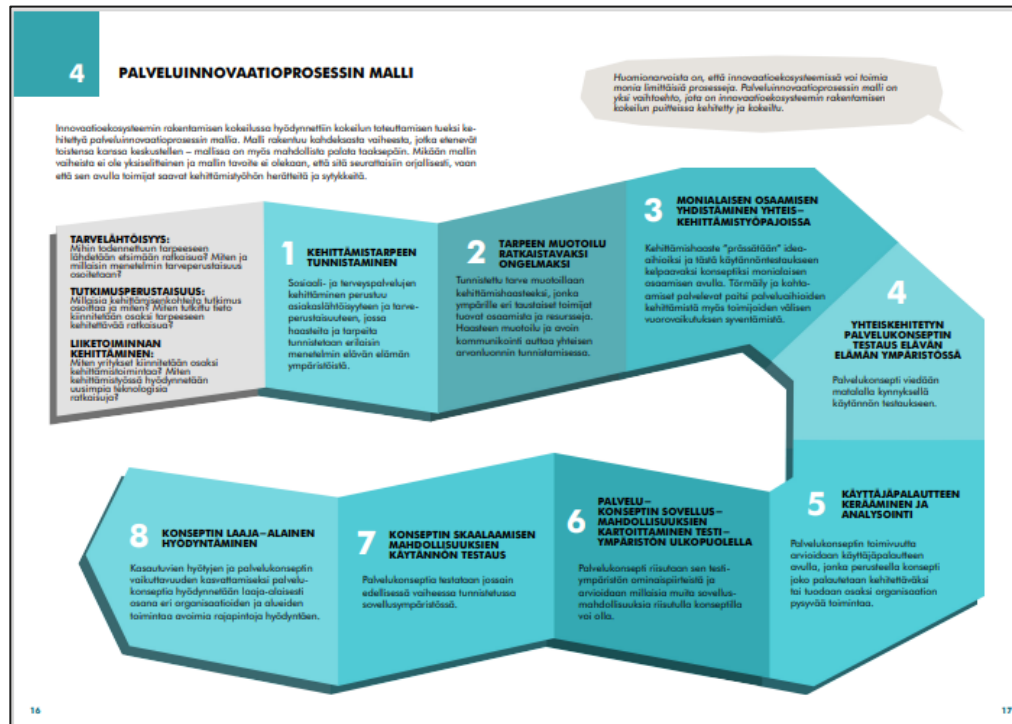 4
PALVELUINNOVAATIOPROSESSIN MALLI
Huomionarvoista on, että innovaatioekosysteemissä voi toimia
monia limittäisiä prosesseja. Palveluinnovaatioprosessin malli on
yksi vaihtoehto, jota on innovaatioekosysteemin rakentamisen
kokeilun puitteissa kehitetty ja kokeiltu.
Innovaatioekosysteemin rakentamisen kokeilussa hyödynnettiin kokeilun toteuttamisen tueksi ke-
hitettyä palveluinnovaatioprosessin mallia. Malli rakentuu kahdeksasta vaiheesta, jotka etenevät
toistensa kanssa keskustellen – mallissa on myös mahdollista palata taaksepäin. Mikään mallin
vaiheista ei ole yksiselitteinen ja mallin tavoite ei olekaan, että sitä seurattaisiin orjallisesti, vaan
että sen avulla toimijat saavat kehittämistyöhön herätteitä ja sytykkeitä.
TARVELÄHTÖISYYS:
Mihin todennettuun tarpeeseen
lähdetään etsimään ratkaisua? Miten ja
millaisin menetelmin tarveperustaisuus
osoitetaan?
TUTKIMUSPERUSTAISUUS:
Millaisia kehittämisenkohteita tutkimus
osoittaa ja miten? Miten tutkittu tieto
kiinnitetään osaksi tarpeeseen
kehitettävää ratkaisua?
LIIKETOIMINNAN
KEHITTÄMINEN:
Miten yritykset kiinnitetään osaksi
kehittämistoimintaa? Miten
kehittämistyössä hyödynnetään
uusimpia teknologisia
ratkaisuja?
1
KEHITTÄMISTARPEEN
TUNNISTAMINEN
Sosiaali- ja terveyspalvelujen
kehittäminen perustuu
asiakaslähtöisyyteen ja tarve-
perustaisuuteen, jossa
haasteita ja tarpeita
tunnistetaan erilaisin
menetelmin elävän elämän
ympäristöistä.
2
TARPEEN MUOTOILU
RATKAISTAVAKSI
ONGELMAKSI
Tunnistettu tarve muotoillaan
kehittämishaasteeksi, jonka
ympärille eri taustaiset toimijat
tuovat osaamista ja resursseja.
Haasteen muotoilu ja avoin
kommunikointi auttaa yhteisen
arvonluonnin tunnistamisessa.
3
MONIALAISEN OSAAMISEN
YHDISTÄMINEN YHTEIS–
KEHITTÄMISTYÖPAJOISSA
Kehittämishaaste "prässätään" idea-
aihioiksi ja tästä käytännöntestaukseen
kelpaavaksi konseptiksi monialaisen
osaamisen avulla. Törmäily ja kohta-
amiset palvelevat paitsi palveluaihioiden
kehittämistä myös toimijoiden välisen
vuorovaikutuksen syventämistä.
4
YHTEISKEHITETYN
PALVELUKONSEPTIN
TESTAUS ELÄVÄN
ELÄMÄN YMPÄRISTÖSSÄ
Palvelukonsepti viedään
matalalla kynnyksellä
käytännön testaukseen.
5
KÄYTTÄJÄPALAUTTEEN
KERÄÄMINEN JA
ANALYSOINTI
Palvelukonseptin toimivuutta
arvioidaan käyttäjäpalautteen
avulla, jonka perusteella konsepti
joko palautetaan kehitettäväksi
tai tuodaan osaksi organisaation
pysyvää toimintaa.
6
PALVELU–
KONSEPTIN SOVELLUS–
MAHDOLLISUUKSIEN
KARTOITTAMINEN TESTI–
YMPÄRISTÖN ULKOPUOLELLA
Palvelukonsepti riisutaan sen testi-
ympäristön ominaispiirteistä ja
arvioidaan millaisia muita sovellus-
mahdollisuuksia riisutulla konseptilla
voi olla.
7
KONSEPTIN SKAALAAMISEN
MAHDOLLISUUKSIEN
KÄYTÄNNÖN TESTAUS
Palvelukonseptia testataan jossain
edellisessä vaiheessa tunnistetussa
sovellusympäristössä.
8
KONSEPTIN LAAJA–ALAINEN
HYÖDYNTÄMINEN
Kasautuvien hyötyjen ja palvelukonseptin
vaikuttavuuden kasvattamiseksi palvelu-
konseptia hyödynnetään laaja-alaisesti
osana eri organisaatioiden ja alueiden
toimintaa avoimia rajapintoja hyödyntäen.
16
17